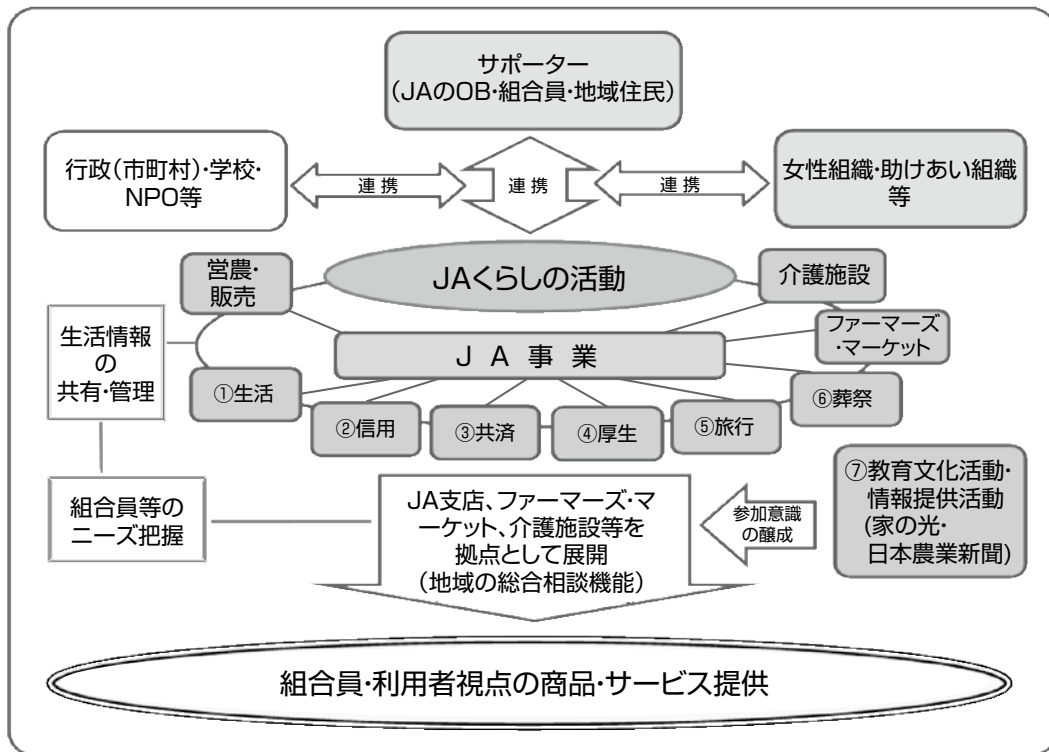 サポーター
(JAのOB・組合員・地域住民)
行政(市町村)・学校・
NPO等
連携
連携
連携
女性組織・助けあい組織
等
JAくらしの活動
営農・
販売
介護施設
生活情報
の
共有・管理
JA事業
ファーマーズ
・マーケット
①生活
②信用
③共済
④厚生
⑤旅行
⑥葬祭
組合員等の
ニーズ把握
JA支店、ファーマーズ・マ
ーケット、介護施設等を
拠点として展開
(地域の総合相談機能)
参加意識
の醸成
⑦教育文化活動・
情報提供活動
(家の光・
日本農業新聞)
組合員・利用者視点の商品・サービス提供